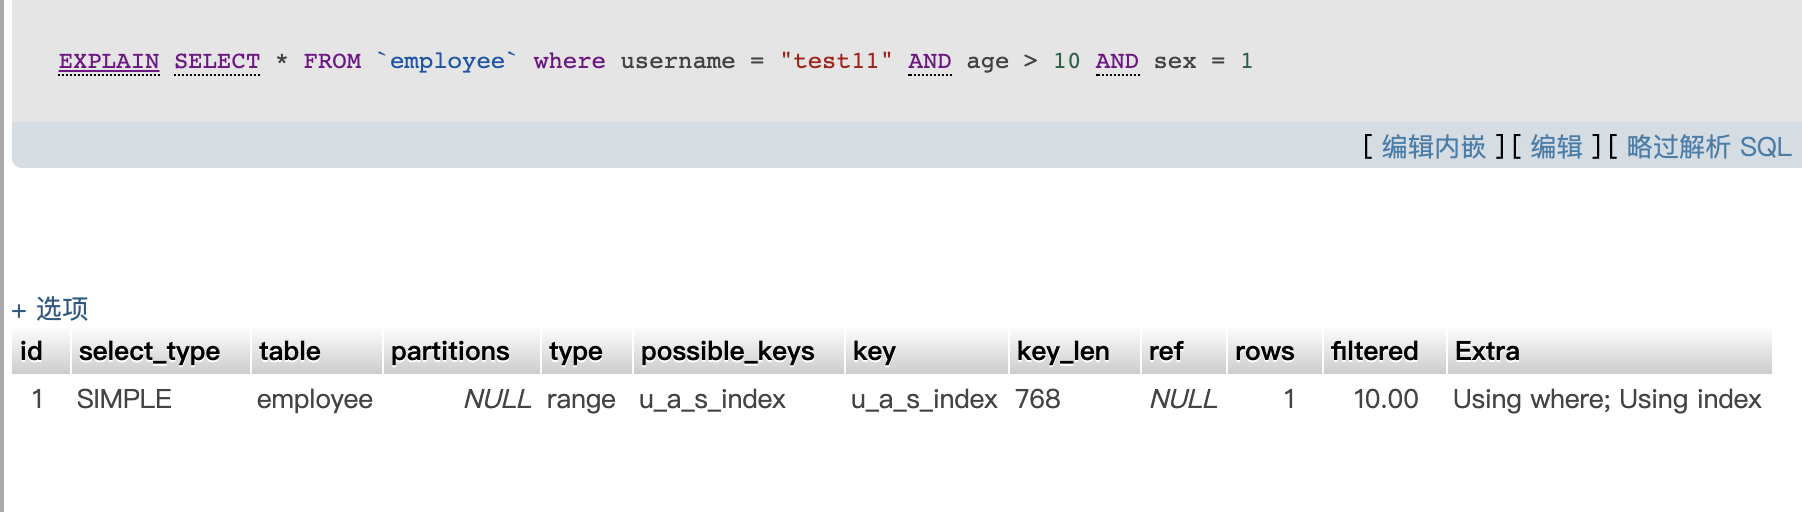 EXPLAIN SELECT * FROM `employee` where username = "test11" AND age > 10 AND sex = 1
[ 编辑内嵌 ] [ 编辑 ] [ 略过解析 SQL
+ 选项
id select_type table partitions type possible_keys key key_len ref rows filtered Extra
1 SIMPLE employee NULL range u_a_s_index u_a_s_index 768 NULL 1 10.00 Using where; Using index